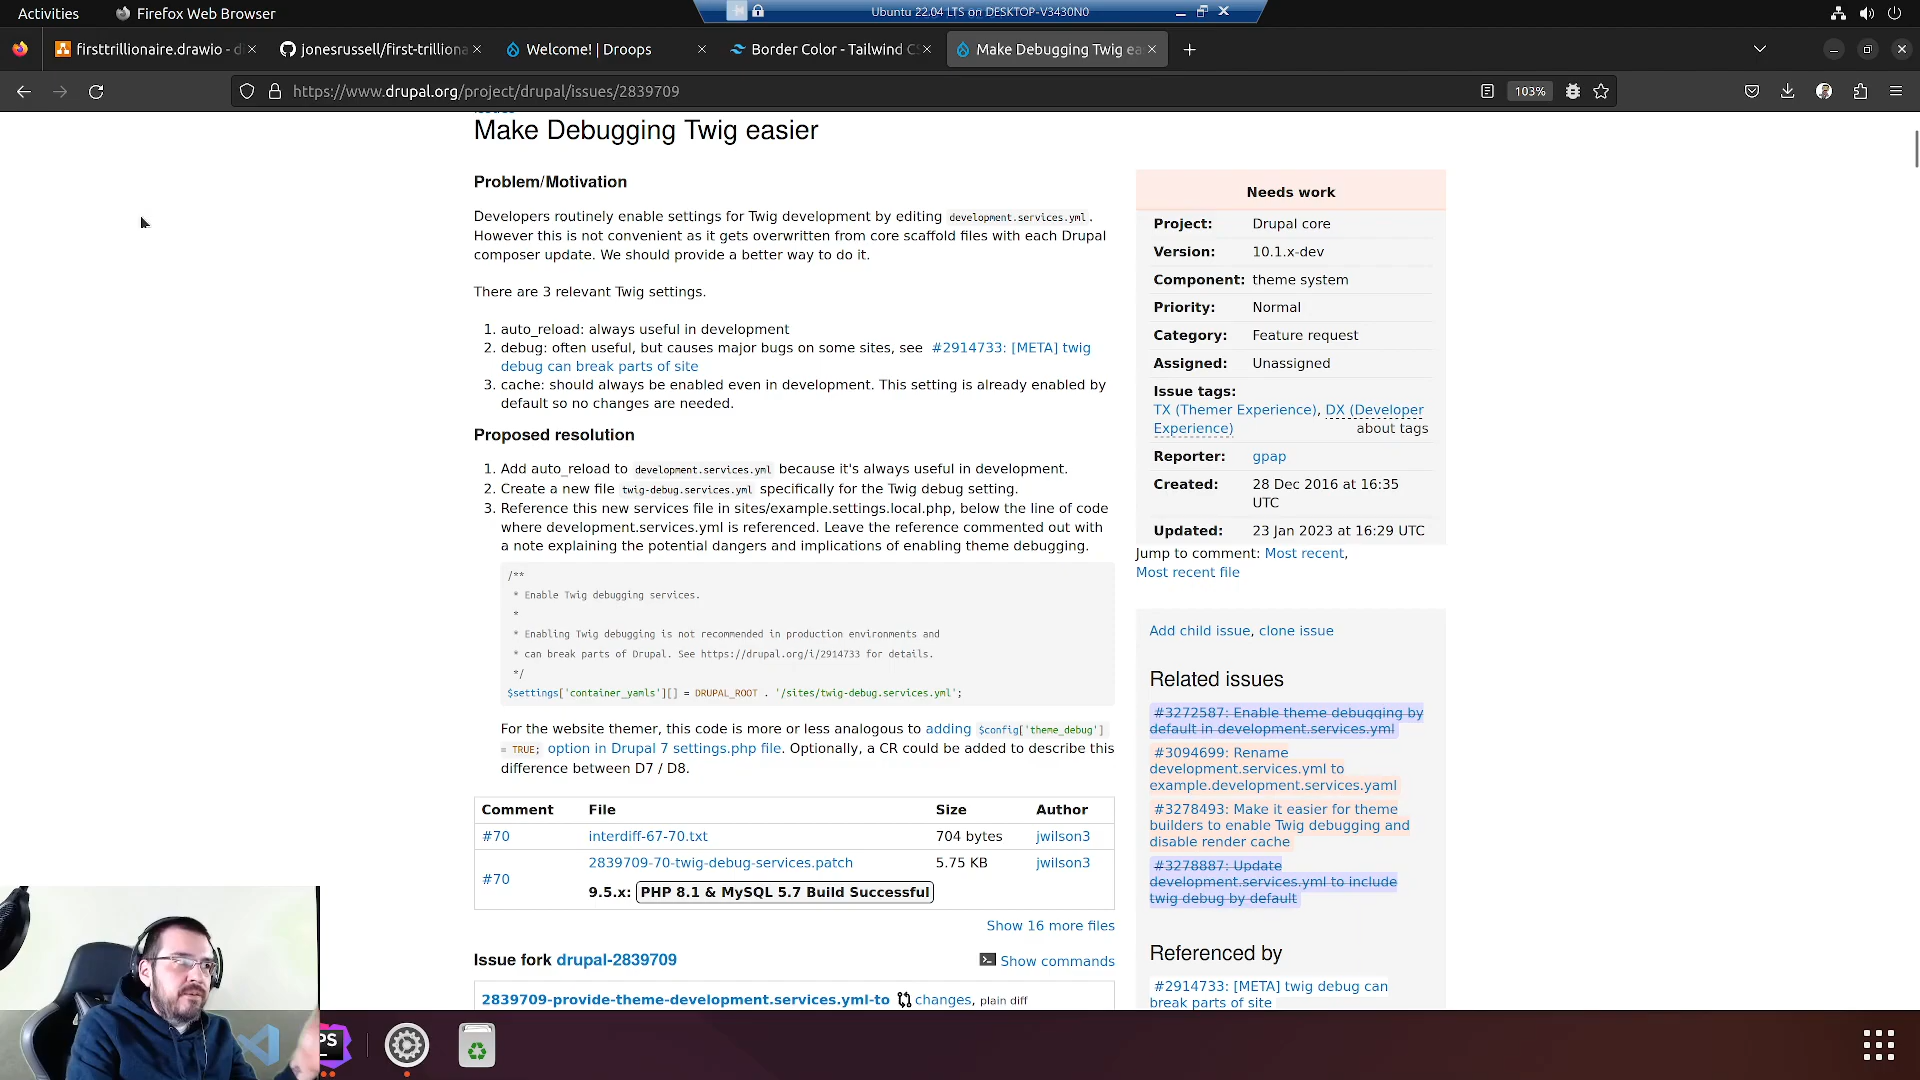 Activities
Firefox Web Browser
Ubuntu 22.04 LTS on DESKTOP-V3430N0
firsttrillionaire.drawio - d
jonesrussell/first-trilliona
Welcome! | Droops
Border Color - Tailwind CS
Make Debugging Twig ea
https://www.drupal.org/project/drupal/issues/2839709
103%
Make Debugging Twig easier
Problem/Motivation
Developers routinely enable settings for Twig development by editing development.services.yml.
However this is not convenient as it gets overwritten from core scaffold files with each Drupal
composer update. We should provide a better way to do it.
There are 3 relevant Twig settings.
1. auto_reload: always useful in development
2. debug: often useful, but causes major bugs on some sites, see #2914733: [META] twig
debug can break parts of site
3. cache: should always be enabled even in development. This setting is already enabled by
default so no changes are needed.
Proposed resolution
1. Add auto_reload to development.services.yml because it's always useful in development.
2. Create a new file twig-debug.services.yml specifically for the Twig debug setting.
3. Reference this new services file in sites/example.settings.local.php, below the line of code
where development.services.yml is referenced. Leave the reference commented out with
a note explaining the potential dangers and implications of enabling theme debugging.
/**
* Enable Twig debugging services.
*
* Enabling Twig debugging is not recommended in production environments and
* can break parts of Drupal. See https://drupal.org/i/2914733 for details.
*/
$settings['container_yamls'][] = DRUPAL_ROOT . '/sites/twig-debug.services.yml';
For the website themer, this code is more or less analogous to adding $config['theme_debug']
= TRUE; option in Drupal 7 settings.php file. Optionally, a CR could be added to describe this
difference between D7 / D8.
Comment File Size Author
#70 interdiff-67-70.txt 704 bytes jwilson3
2839709-70-twig-debug-services.patch 5.75 KB jwilson3
#70
9.5.x: PHP 8.1 & MySQL 5.7 Build Successful
Show 16 more files
Issue fork drupal-2839709
Show commands
2839709-provide-theme-development.services.yml-to changes, plain diff
Needs work
Project: Drupal core
Version: 10.1.x-dev
Component: theme system
Priority: Normal
Category: Feature request
Assigned: Unassigned
Issue tags:
TX (Themer Experience), DX (Developer
Experience) about tags
Reporter: gpap
Created: 28 Dec 2016 at 16:35
UTC
Updated: 23 Jan 2023 at 16:29 UTC
Jump to comment: Most recent,
Most recent file
Add child issue, clone issue
Related issues
#3272587: Enable theme debugging by
default in development.services.yml
#3094699: Rename
development.services.yml to
example.development.services.yaml
#3278493: Make it easier for theme
builders to enable Twig debugging and
disable render cache
#3278887: Update
development.services.yml to include
twig debug by default
Referenced by
#2914733: [META] twig debug can
break parts of site
PS